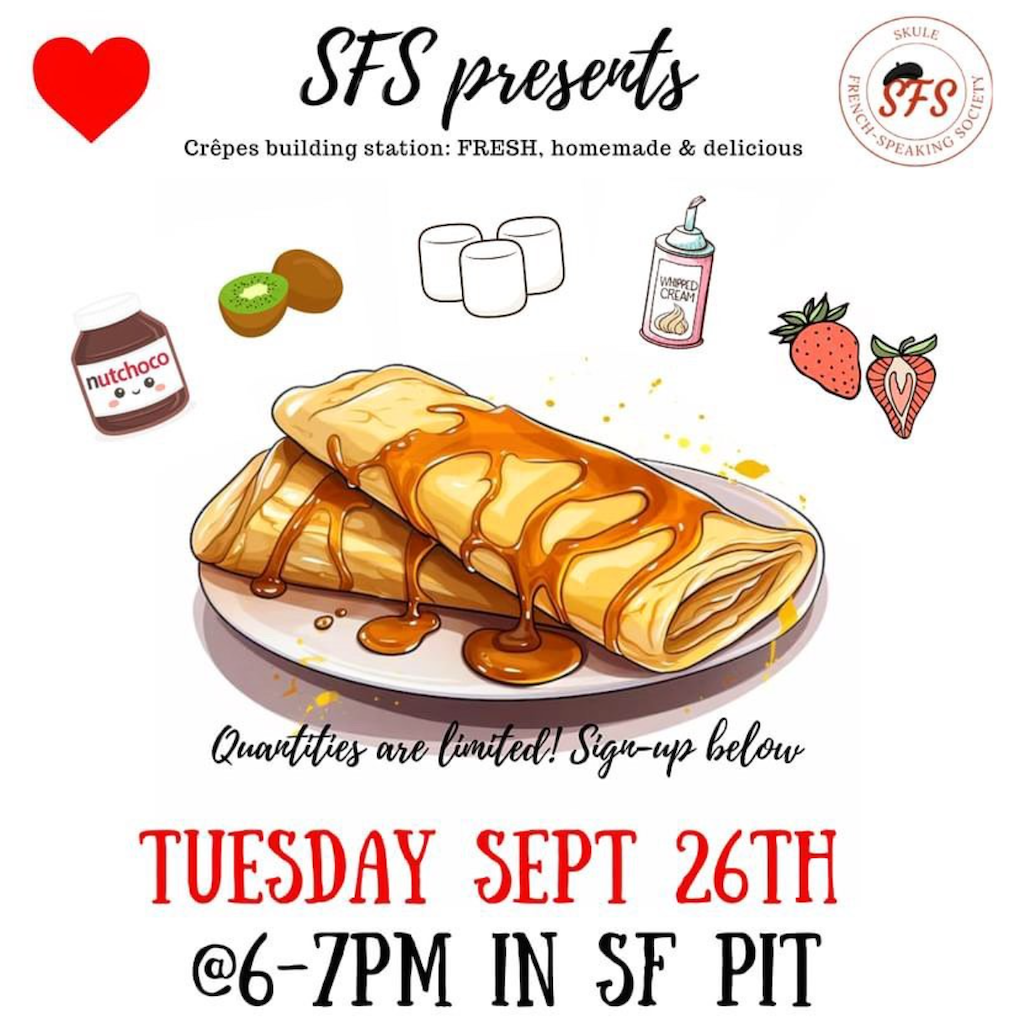 SFS presents
SKULE
SFS
FRENCH-SPEAKING SOCIETY
Crêpes building station: FRESH, homemade & delicious
WHIPPED
CREAM
nutchoco
Quantities are limited! Sign-up below
TUESDAY SEPT 26TH
@6-7PM IN SF PIT